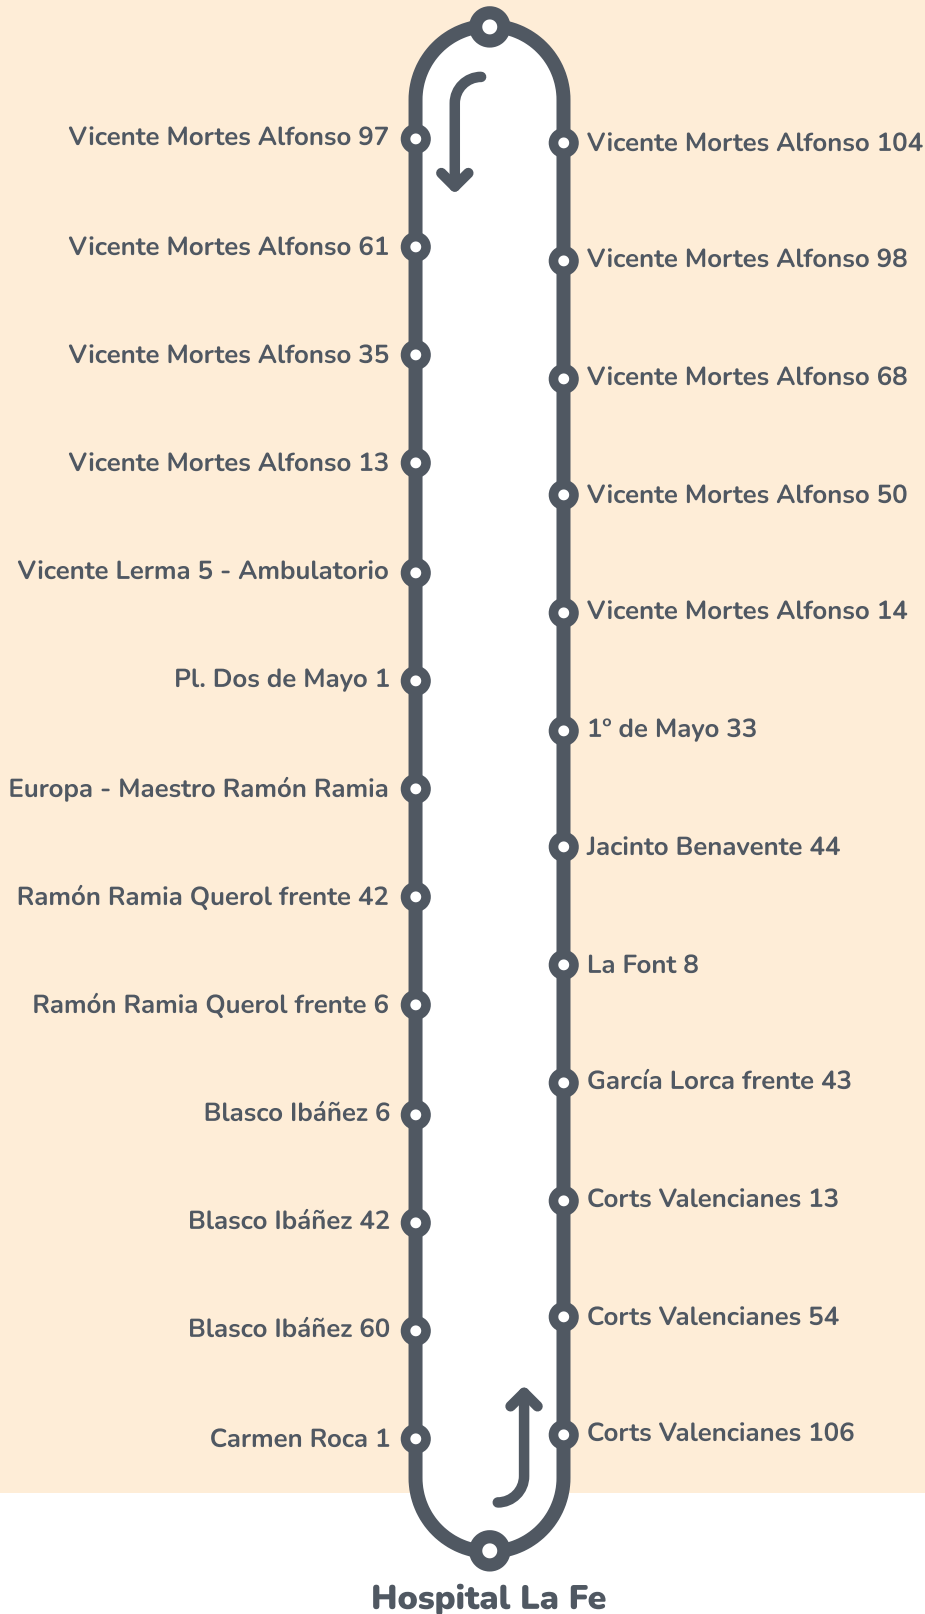 Vicente Mortes Alfonso 97
Vicente Mortes Alfonso 61
Vicente Mortes Alfonso 35
Vicente Mortes Alfonso 13
Vicente Lerma 5 - Ambulatorio
Pl. Dos de Mayo 1
Europa - Maestro Ramón Ramia
Ramón Ramia Querol frente 42
Ramón Ramia Querol frente 6
Blasco Ibáñez 6
Blasco Ibáñez 42
Blasco Ibáñez 60
Carmen Roca 1
Vicente Mortes Alfonso 104
Vicente Mortes Alfonso 98
Vicente Mortes Alfonso 68
Vicente Mortes Alfonso 50
Vicente Mortes Alfonso 14
1º de Mayo 33
Jacinto Benavente 44
La Font 8
García Lorca frente 43
Corts Valencianes 13
Corts Valencianes 54
Corts Valencianes 106
Hospital La Fe